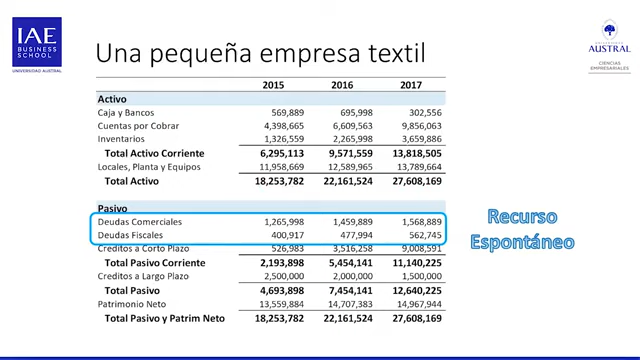 IAE
BUSINESS
SCHOOL
UNIVERSIDAD AUSTRAL
Una pequeña empresa textil
UNIVERSIDAD
AUSTRAL
CIENCIAS
EMPRESARIALES
2015 2016 2017
Activo
Caja y Bancos 569,889 695,998 302,556
Cuentas por Cobrar 4,398,665 6,609,563 9,856,063
Inventarios 1,326,559 2,265,998 3,659,886
Total Activo Corriente 6,295,113 9,571,559 13,818,505
Locales, Planta y Equipos 11,958,669 12,589,965 13,789,664
Total Activo 18,253,782 22,161,524 27,608,169
Pasivo
Deudas Comerciales 1,265,998 1,459,889 1,568,889
Deudas Fiscales 400,917 477,994 562,745
Creditos a Corto Plazo 526,983 3,516,258 9,008,591
Total Pasivo Corriente 2,193,898 5,454,141 11,140,225
Creditos a Largo Plazo 2,500,000 2,000,000 1,500,000
Total Pasivo 4,693,898 7,454,141 12,640,225
Patrimonio Neto 13,559,884 14,707,383 14,967,944
Total Pasivo y Patrim Neto 18,253,782 22,161,524 27,608,169
Recurso
Espontáneo